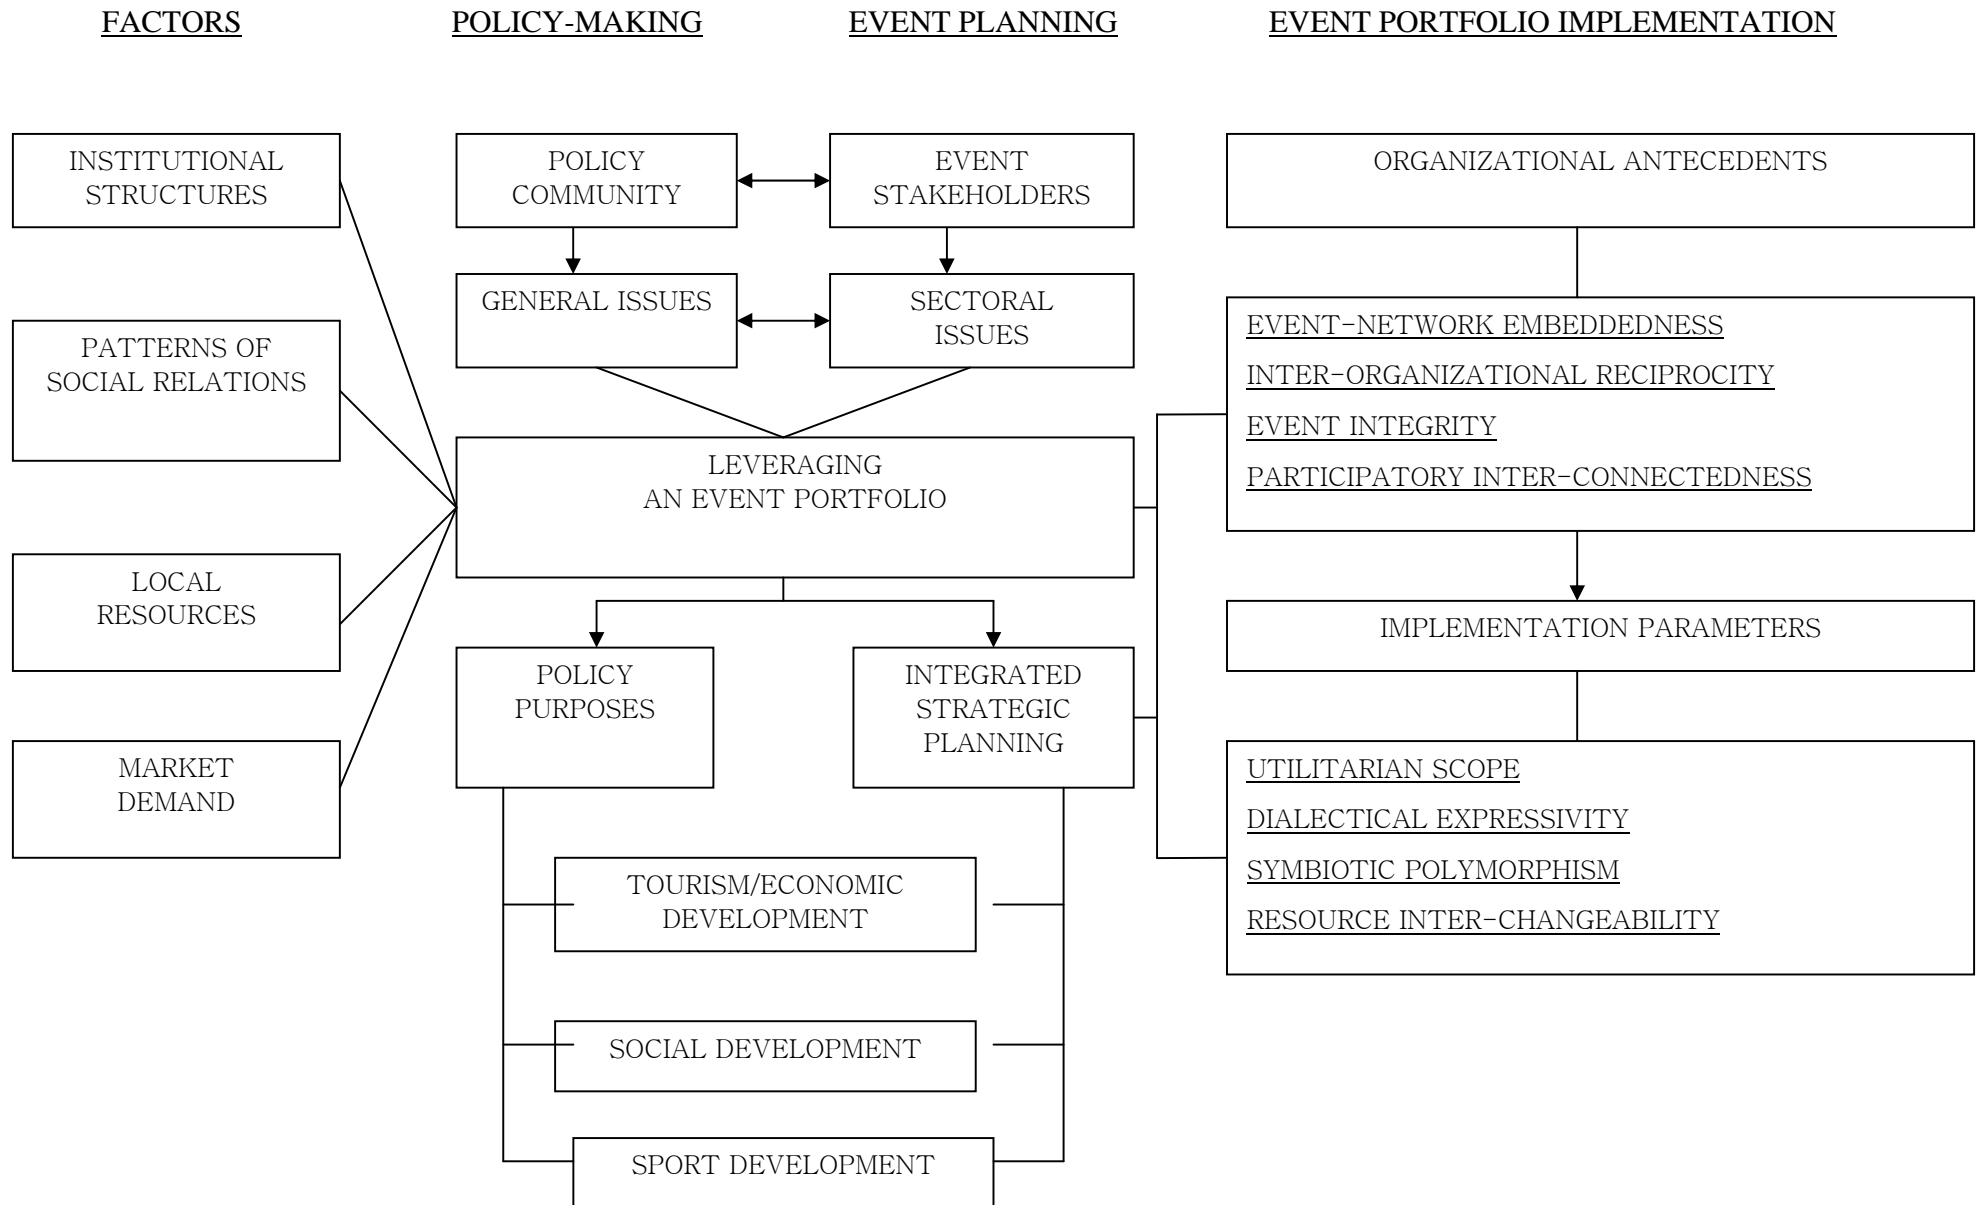 FACTORS
POLICY-MAKING
EVENT PLANNING
EVENT PORTFOLIO IMPLEMENTATION
INSTITUTIONAL
STRUCTURES
PATTERNS OF
SOCIAL RELATIONS
LOCAL
RESOURCES
MARKET
DEMAND
POLICY
COMMUNITY
EVENT
STAKEHOLDERS
GENERAL ISSUES
SECTORAL
ISSUES
LEVERAGING
AN EVENT PORTFOLIO
POLICY
PURPOSES
INTEGRATED
STRATEGIC
PLANNING
TOURISM/ECONOMIC
DEVELOPMENT
SOCIAL DEVELOPMENT
SPORT DEVELOPMENT
ORGANIZATIONAL ANTECEDENTS
EVENT-NETWORK EMBEDDEDNESS
INTER-ORGANIZATIONAL RECIPROCITY
EVENT INTEGRITY
PARTICIPATORY INTER-CONNECTEDNESS
IMPLEMENTATION PARAMETERS
UTILITARIAN SCOPE
DIALECTICAL EXPRESSIVITY
SYMBIOTIC POLYMORPHISM
RESOURCE INTER-CHANGEABILITY